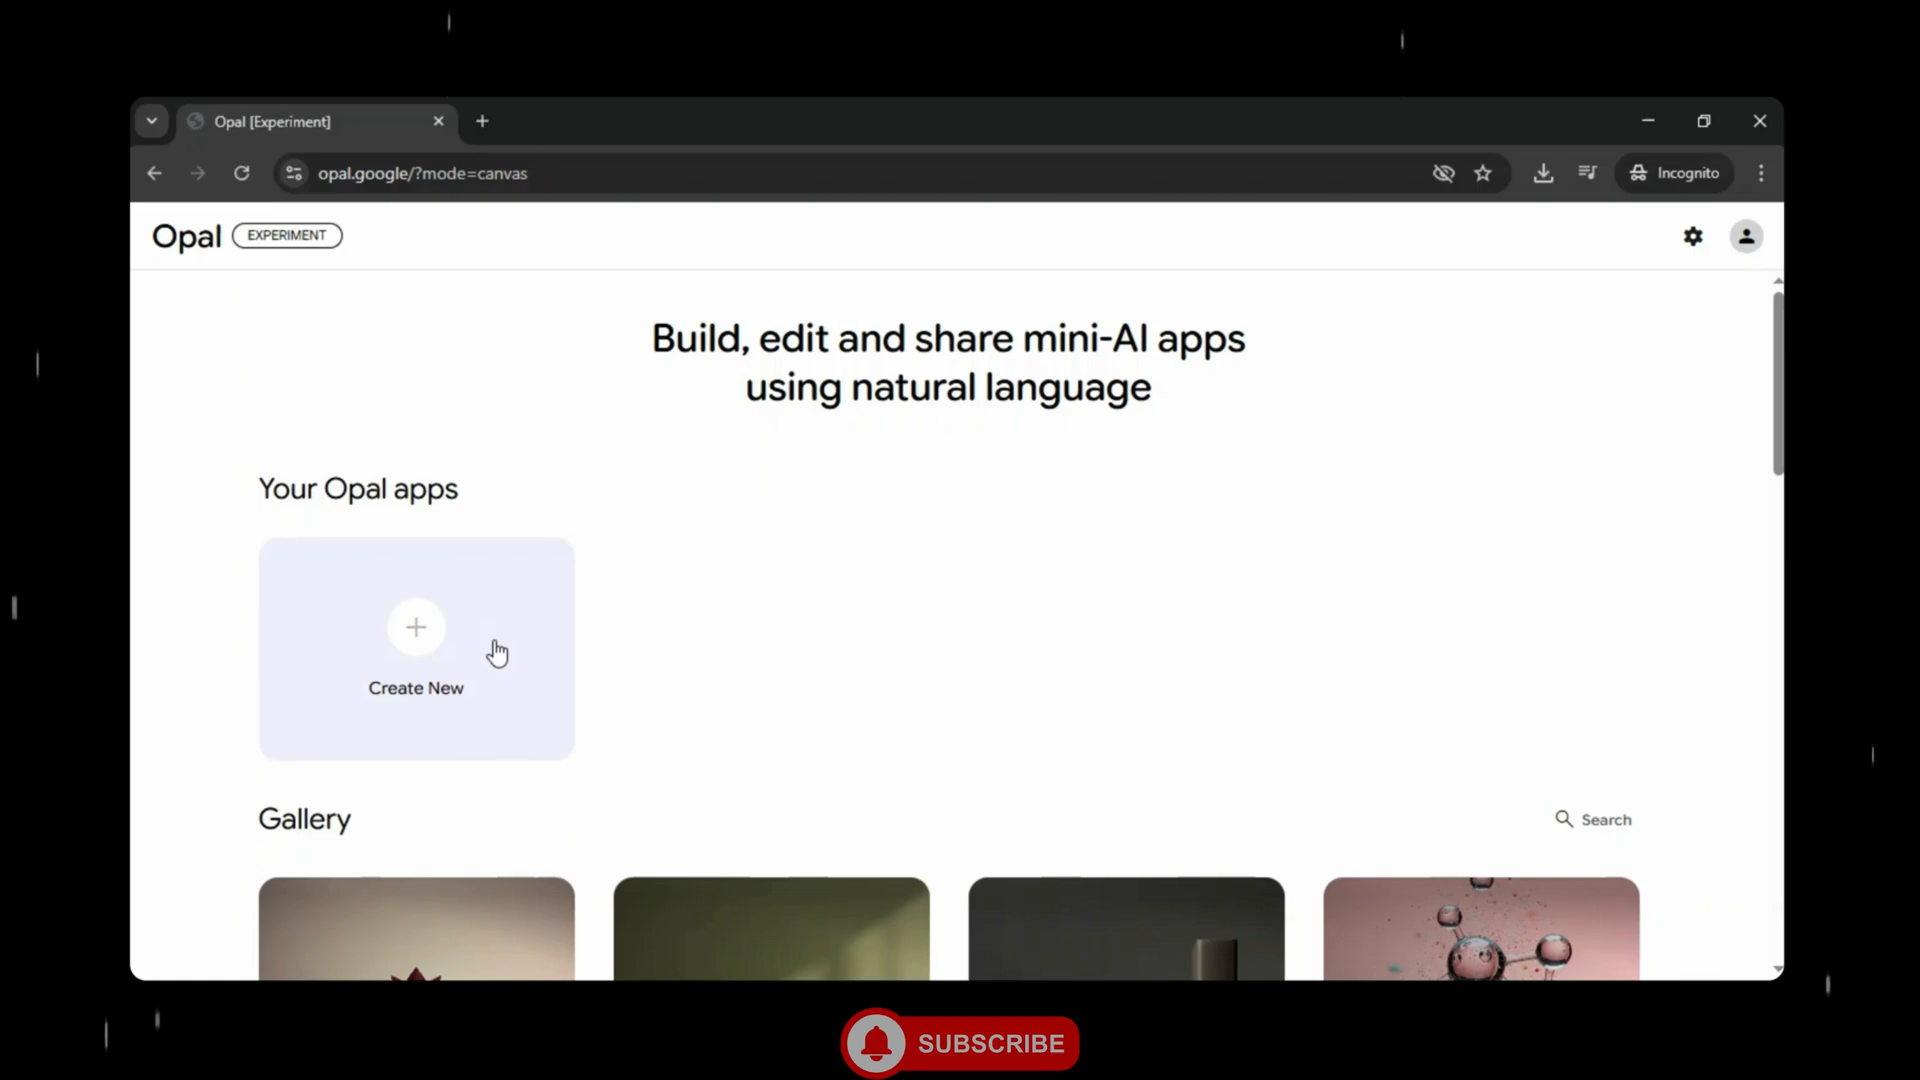 Opal [Experiment]
opal.google/?mode=canvas
Incognito
Opal EXPERIMENT
Build, edit and share mini-AI apps
using natural language
Your Opal apps
Create New
Gallery
Search
SUBSCRIBE